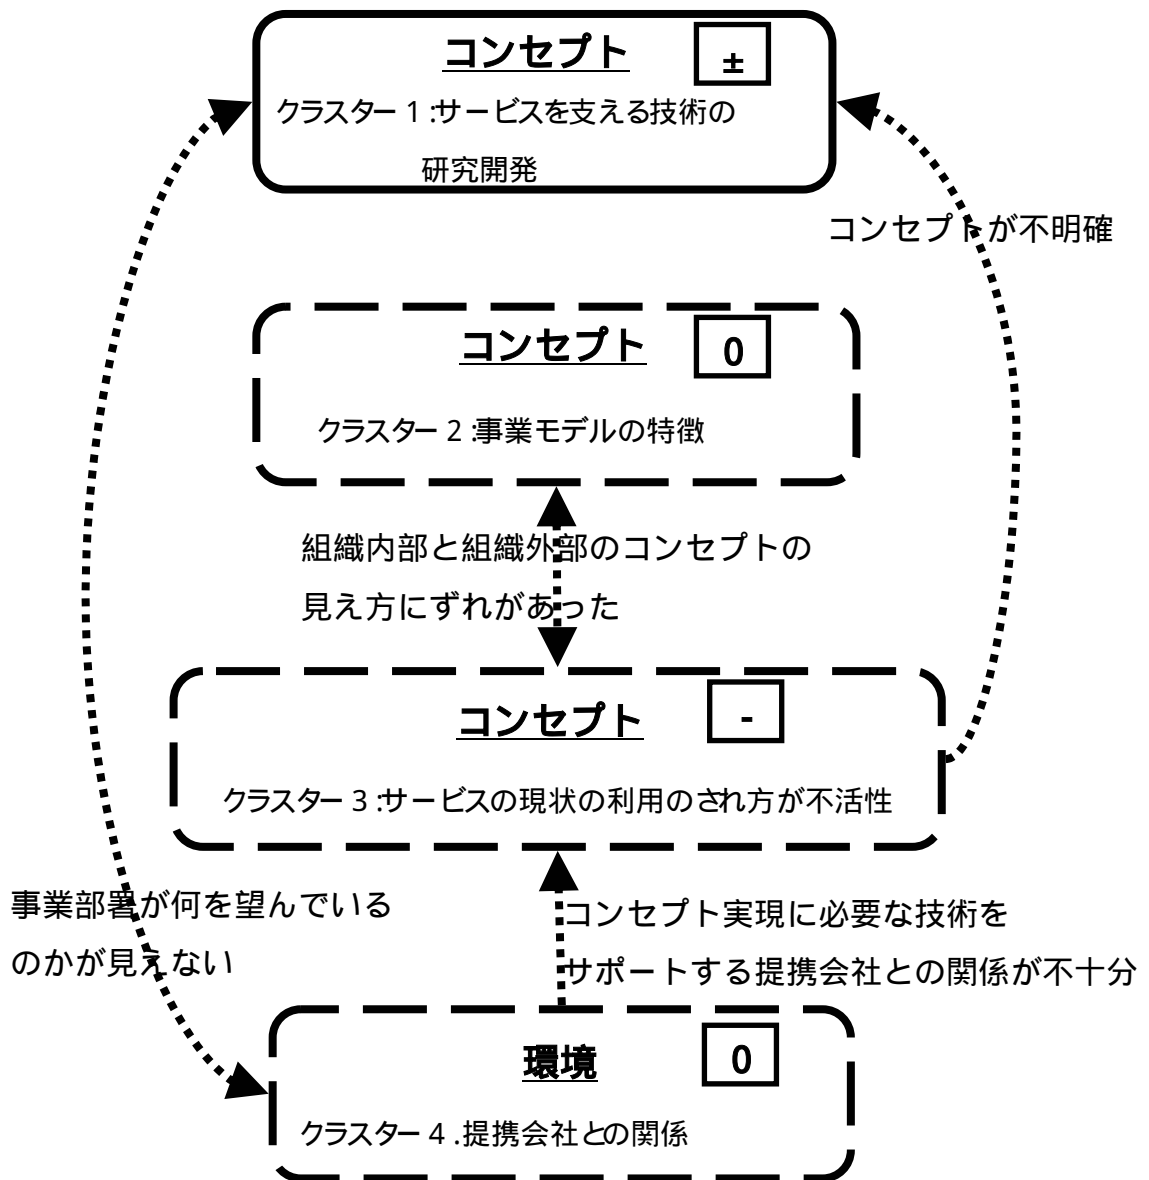 コンセプト
±
クラスター1:サービスを支える技術の
研究開発
コンセプトが不明確
コンセプト
0
クラスター2:事業モデルの特徴
組織内部と組織外部のコンセプトの
見え方にずれがあった
コンセプト
-
クラスター3:サービスの現状の利用のされ方が不活性
事業部署が何を望んでいる
のかが見えない
コンセプト実現に必要な技術を
サポートする提携会社との関係が不十分
環境
0
クラスター4.提携会社との関係